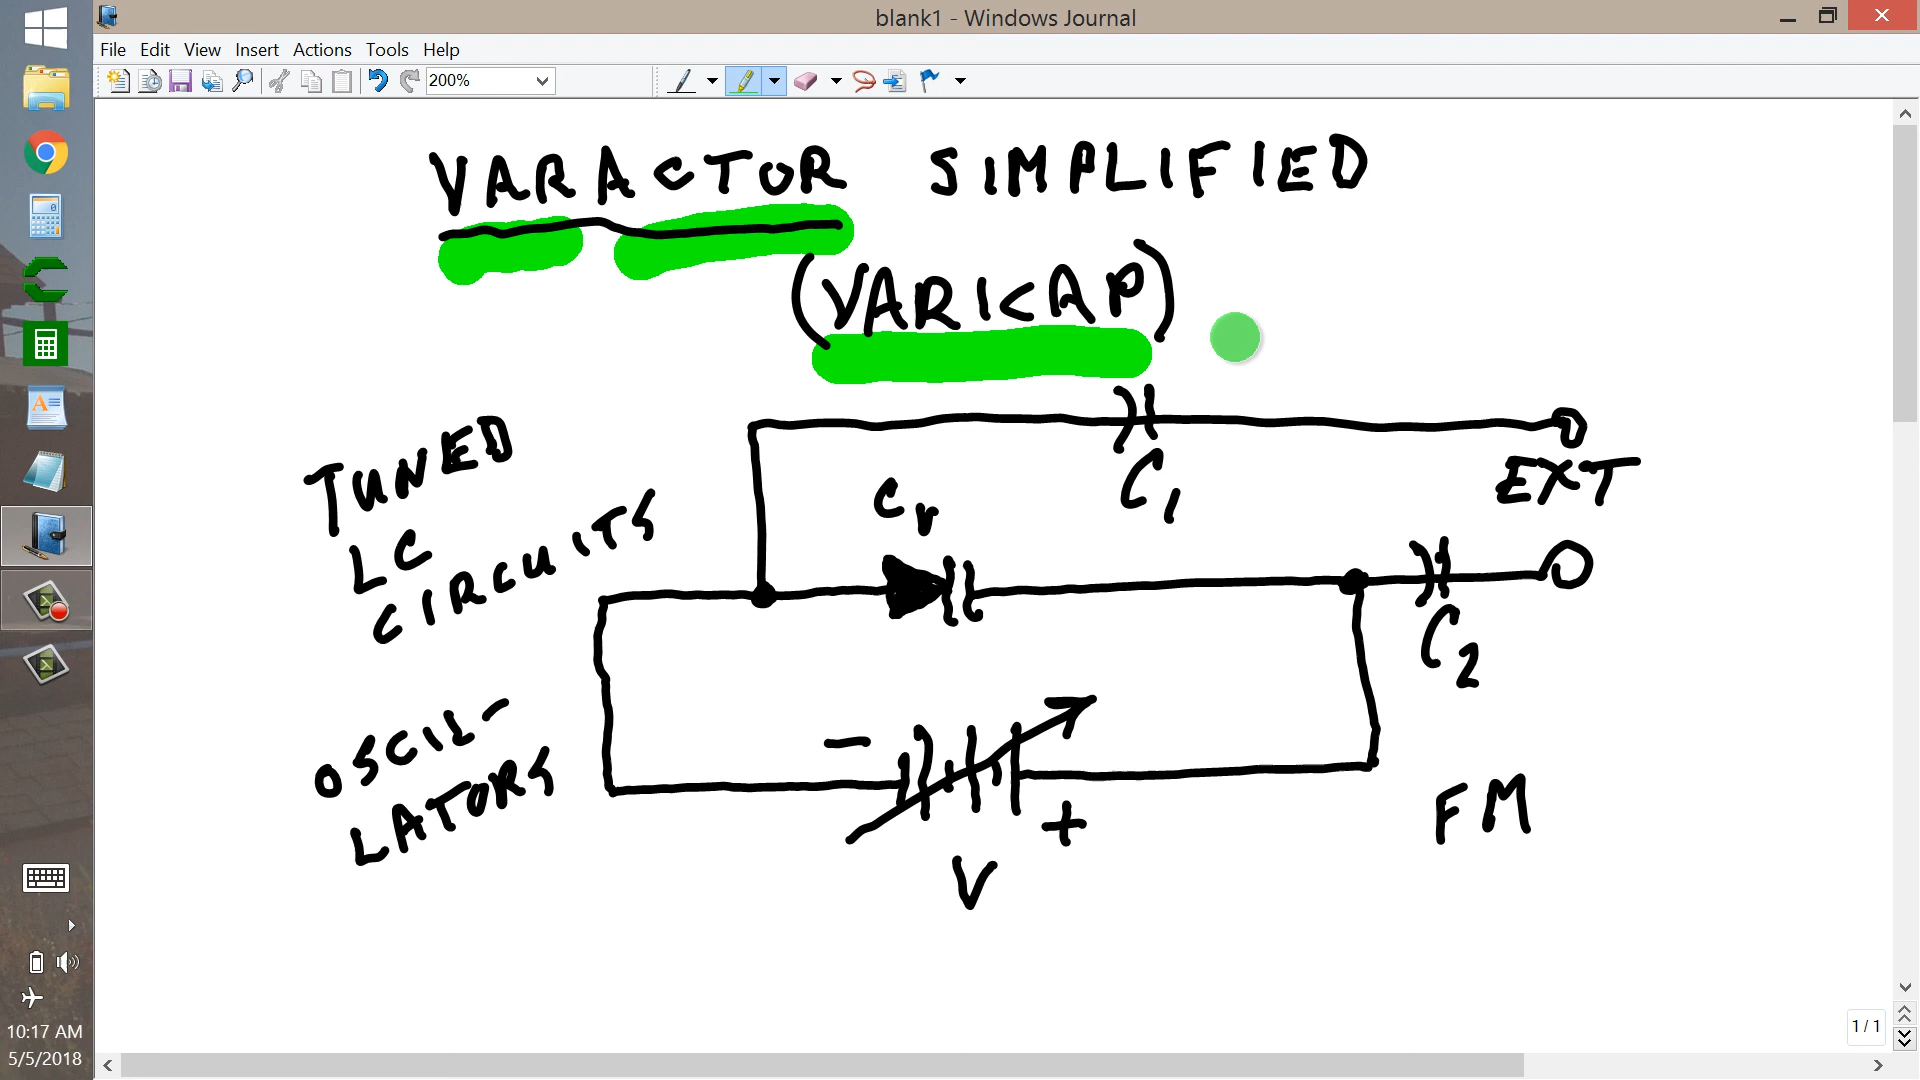 blank1 - Windows Journal
File Edit View Insert Actions Tools Help
200%
VARACTOR SIMPLIFIED
(VARICAP)
TUNED
LC
CIRCUITS
C1
EXT
Cv
C2
OSCIL-
LATORS
-
+
V
FM
1 / 1
10:17 AM
5/5/2018